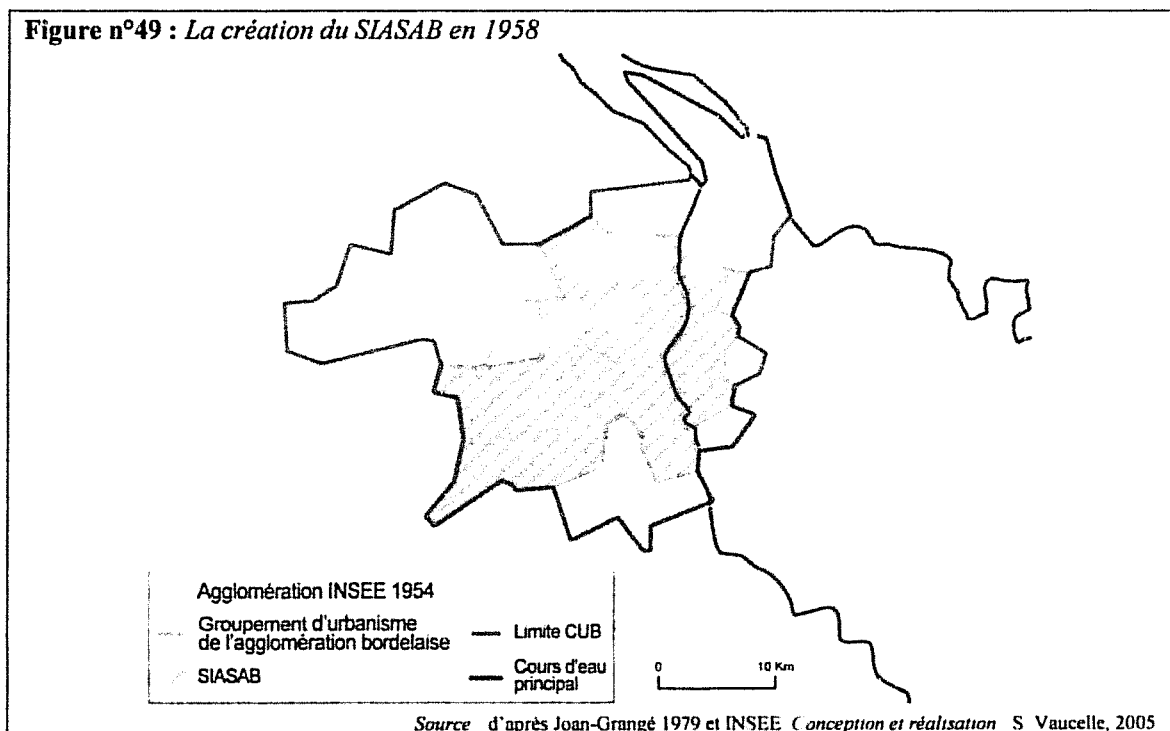 Figure n°49 : La création du SIASAB en 1958
Agglomération INSEE 1954
Groupement d'urbanisme
de l'agglomération bordelaise
SIASAB
Limite CUB
Cours d'eau
principal
0 10 Km
Source d'après Joan-Grangé 1979 et INSEE Conception et réalisation S Vaucelle, 2005